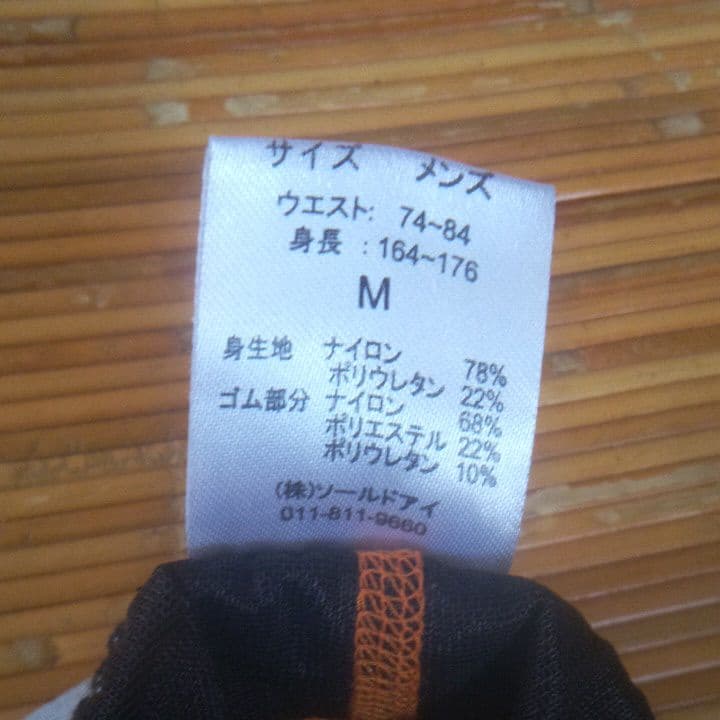 サイズ メンズ
ウエスト: 74~84
身長 : 164~176
M
身生地 ナイロン 78%
ポリウレタン 22%
ゴム部分 ナイロン 68%
ポリエステル 22%
ポリウレタン 10%
(株)ソールドアイ
011-811-9660